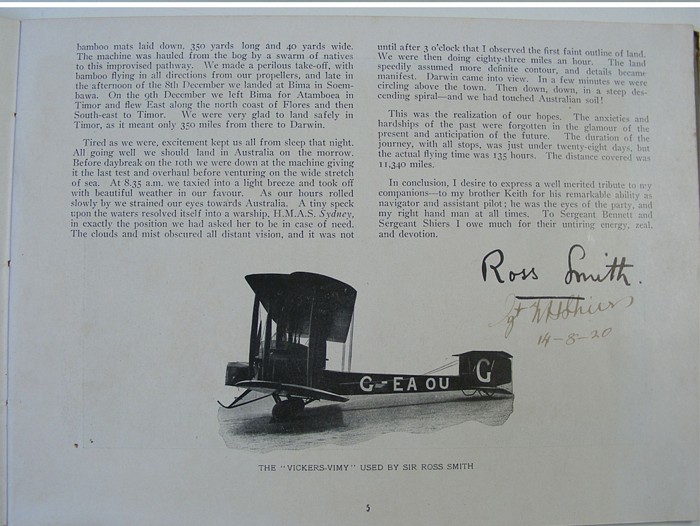 bamboo mats laid down, 350 yards long and 40 yards wide.
The machine was hauled from the bog by a swarm of natives
to this improvised pathway. We made a perilous take-off, with
bamboo flying in all directions from our propellers, and late in
the afternoon of the 8th December we landed at Bima in Soem-
bawa. On the 9th December we left Bima for Atamboea in
Timor and flew East along the north coast of Flores and then
South-east to Timor. We were very glad to land safely in
Timor, as it meant only 350 miles from there to Darwin.
Tired as we were, excitement kept us all from sleep that night.
All going well we should land in Australia on the morrow.
Before daybreak on the 10th we were down at the machine giving
it the last test and overhaul before venturing on the wide stretch
of sea. At 8.35 a.m. we taxied into a light breeze and took off
with beautiful weather in our favour. As our hours rolled
slowly by we strained our eyes towards Australia. A tiny speck
upon the waters resolved itself into a warship, H.M.A.S. Sydney,
in exactly the position we had asked her to be in case of need.
The clouds and mist obscured all distant vision, and it was not
until after 3 o'clock that I observed the first faint outline of land.
We were then doing eighty-three miles an hour. The land
speedily assumed more definite contour, and details became
manifest. Darwin came into view. In a few minutes we were
circling above the town. Then down, down, in a steep des-
cending spiral—and we had touched Australian soil!
This was the realization of our hopes. The anxieties and
hardships of the past were forgotten in the glamour of the
present and anticipation of the future. The duration of the
journey, with all stops, was just under twenty-eight days, but
the actual flying time was 135 hours. The distance covered was
11,340 miles.
In conclusion, I desire to express a well merited tribute to my
companions—to my brother Keith for his remarkable ability as
navigator and assistant pilot; he was the eyes of the party, and
my right hand man at all times. To Sergeant Bennett and
Sergeant Shiers I owe much for their untiring energy, zeal,
and devotion.
Ross Smith.
Sgt W H Shiers
14-8-20
G-EAOU G
THE "VICKERS-VIMY" USED BY SIR ROSS SMITH
5